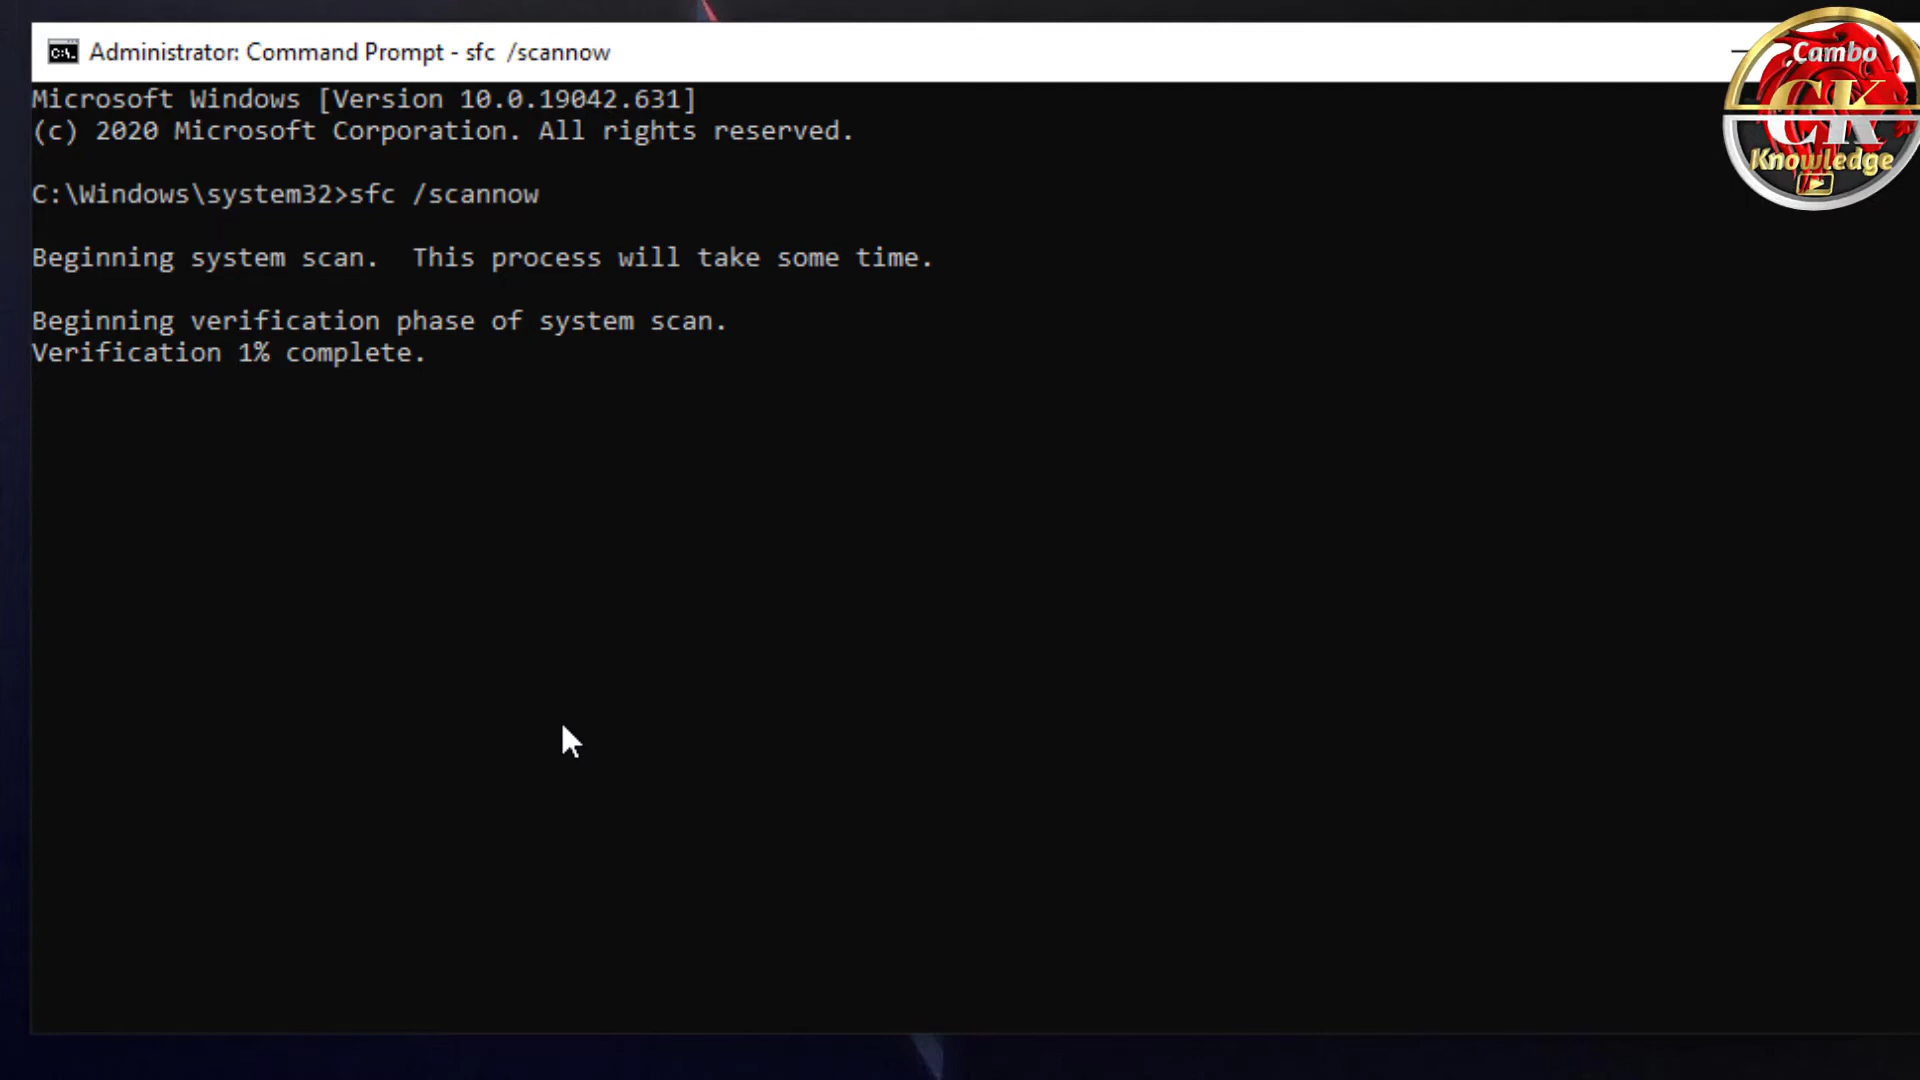 Administrator: Command Prompt - sfc  /scannow
Microsoft Windows [Version 10.0.19042.631]
(c) 2020 Microsoft Corporation. All rights reserved.
C:\Windows\system32>sfc /scannow
Beginning system scan.  This process will take some time.
Beginning verification phase of system scan.
Verification 1% complete.
Cambo
CK
Knowledge